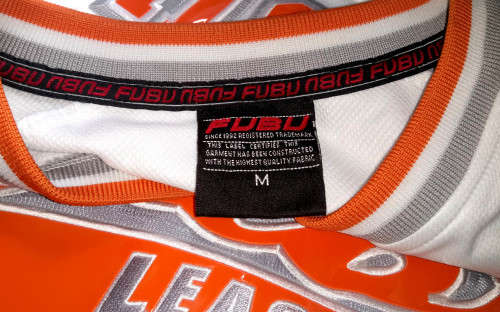 FUBU FUBU FUBU FUBU FUBU FUBU
FUBU
SINCE 1992 REGISTERED TRADEMARK
THIS LABEL CERTIFIES THIS
GARMENT HAS BEEN CONSTRUCTED
WITH THE HIGHEST QUALITY FABRIC
M
LEAG